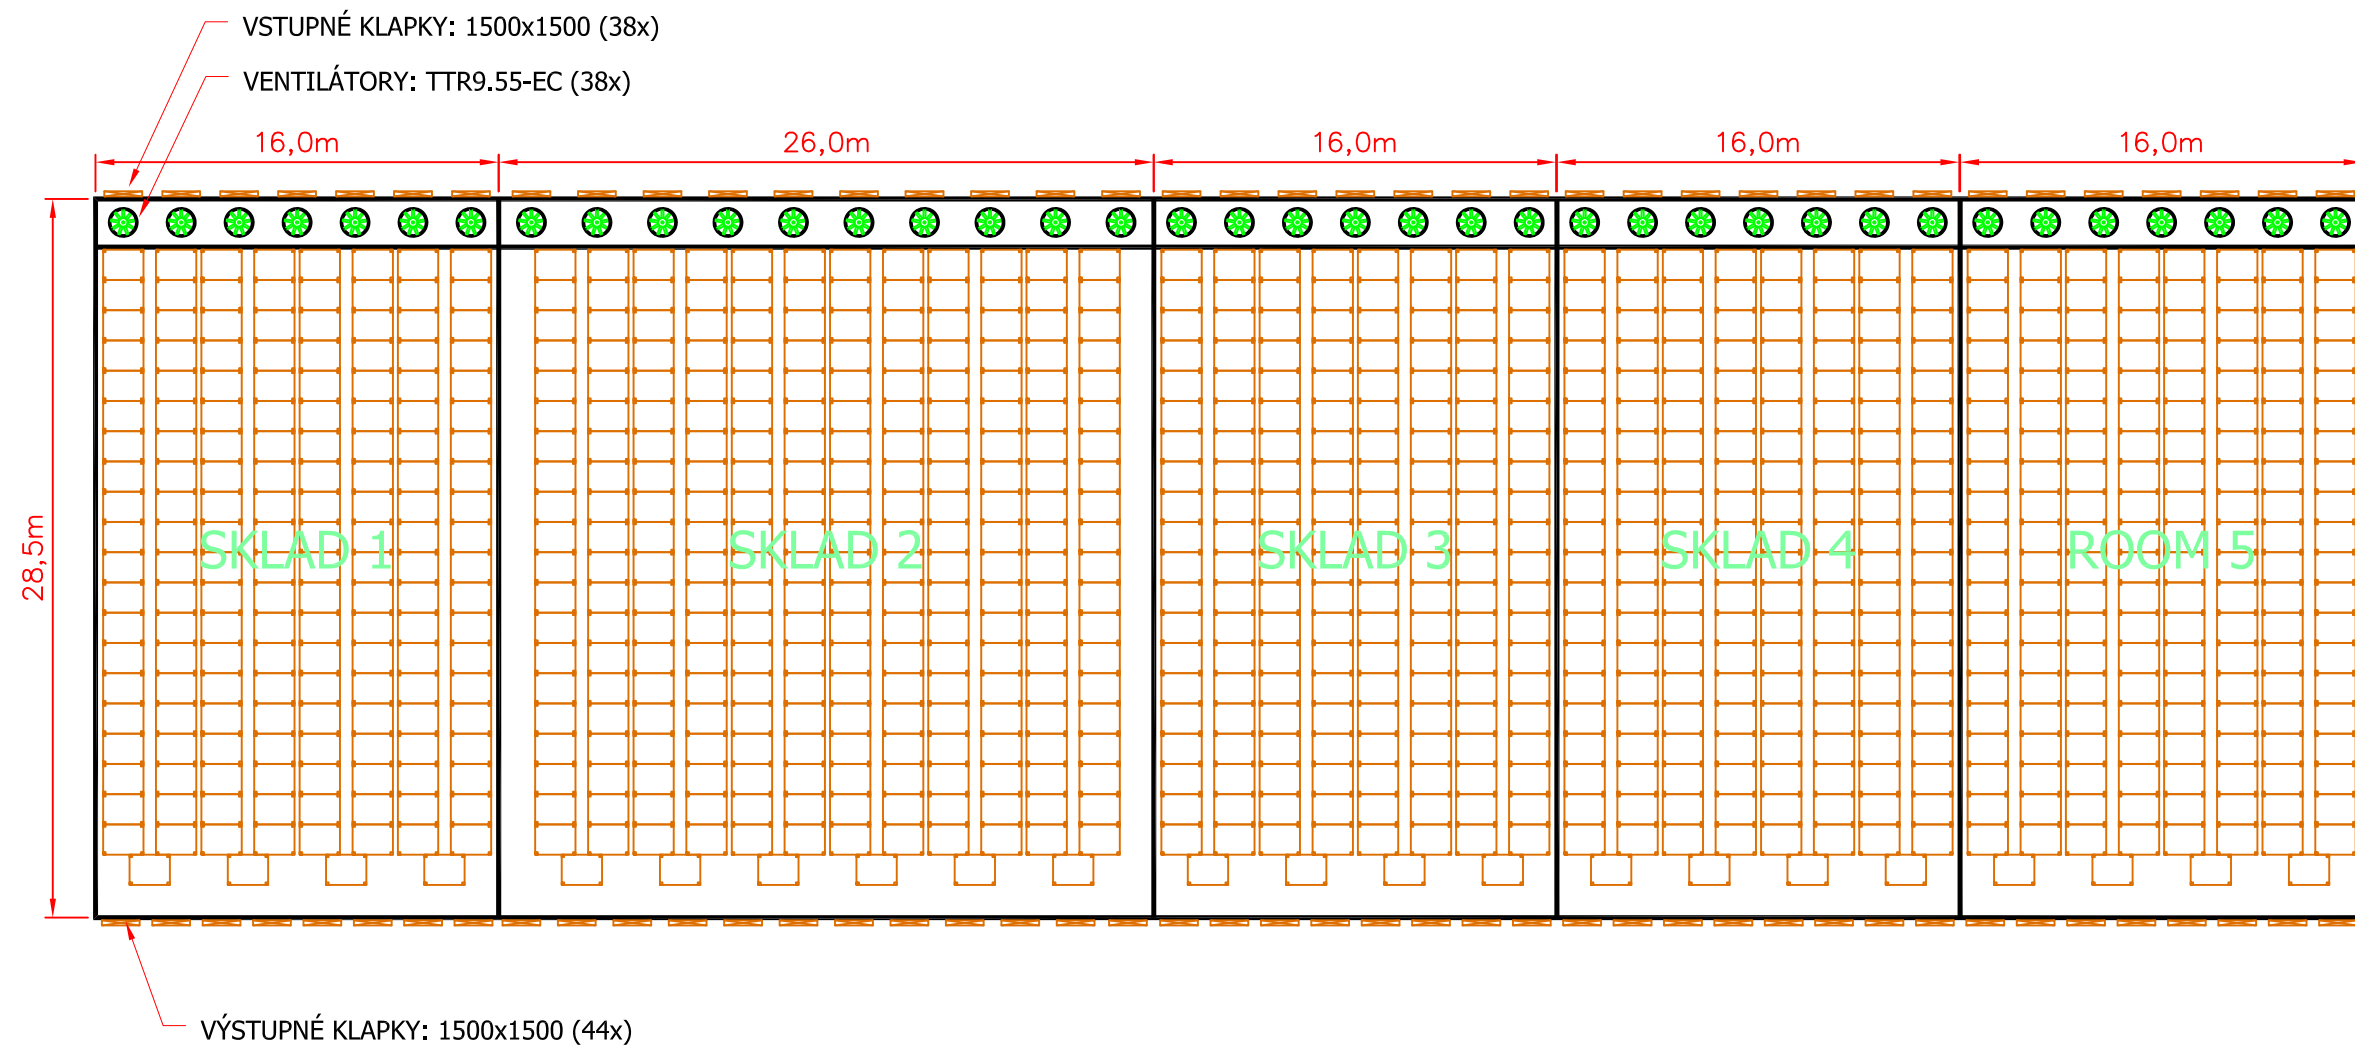 VSTUPNÉ KLAPKY: 1500x1500 (38x)
VENTILÁTORY: TTR9.55-EC (38x)
16,0m
26,0m
16,0m
16,0m
16,0m
28,5m
SKLAD 1
SKLAD 2
SKLAD 3
SKLAD 4
ROOM 5
VÝSTUPNÉ KLAPKY: 1500x1500 (44x)